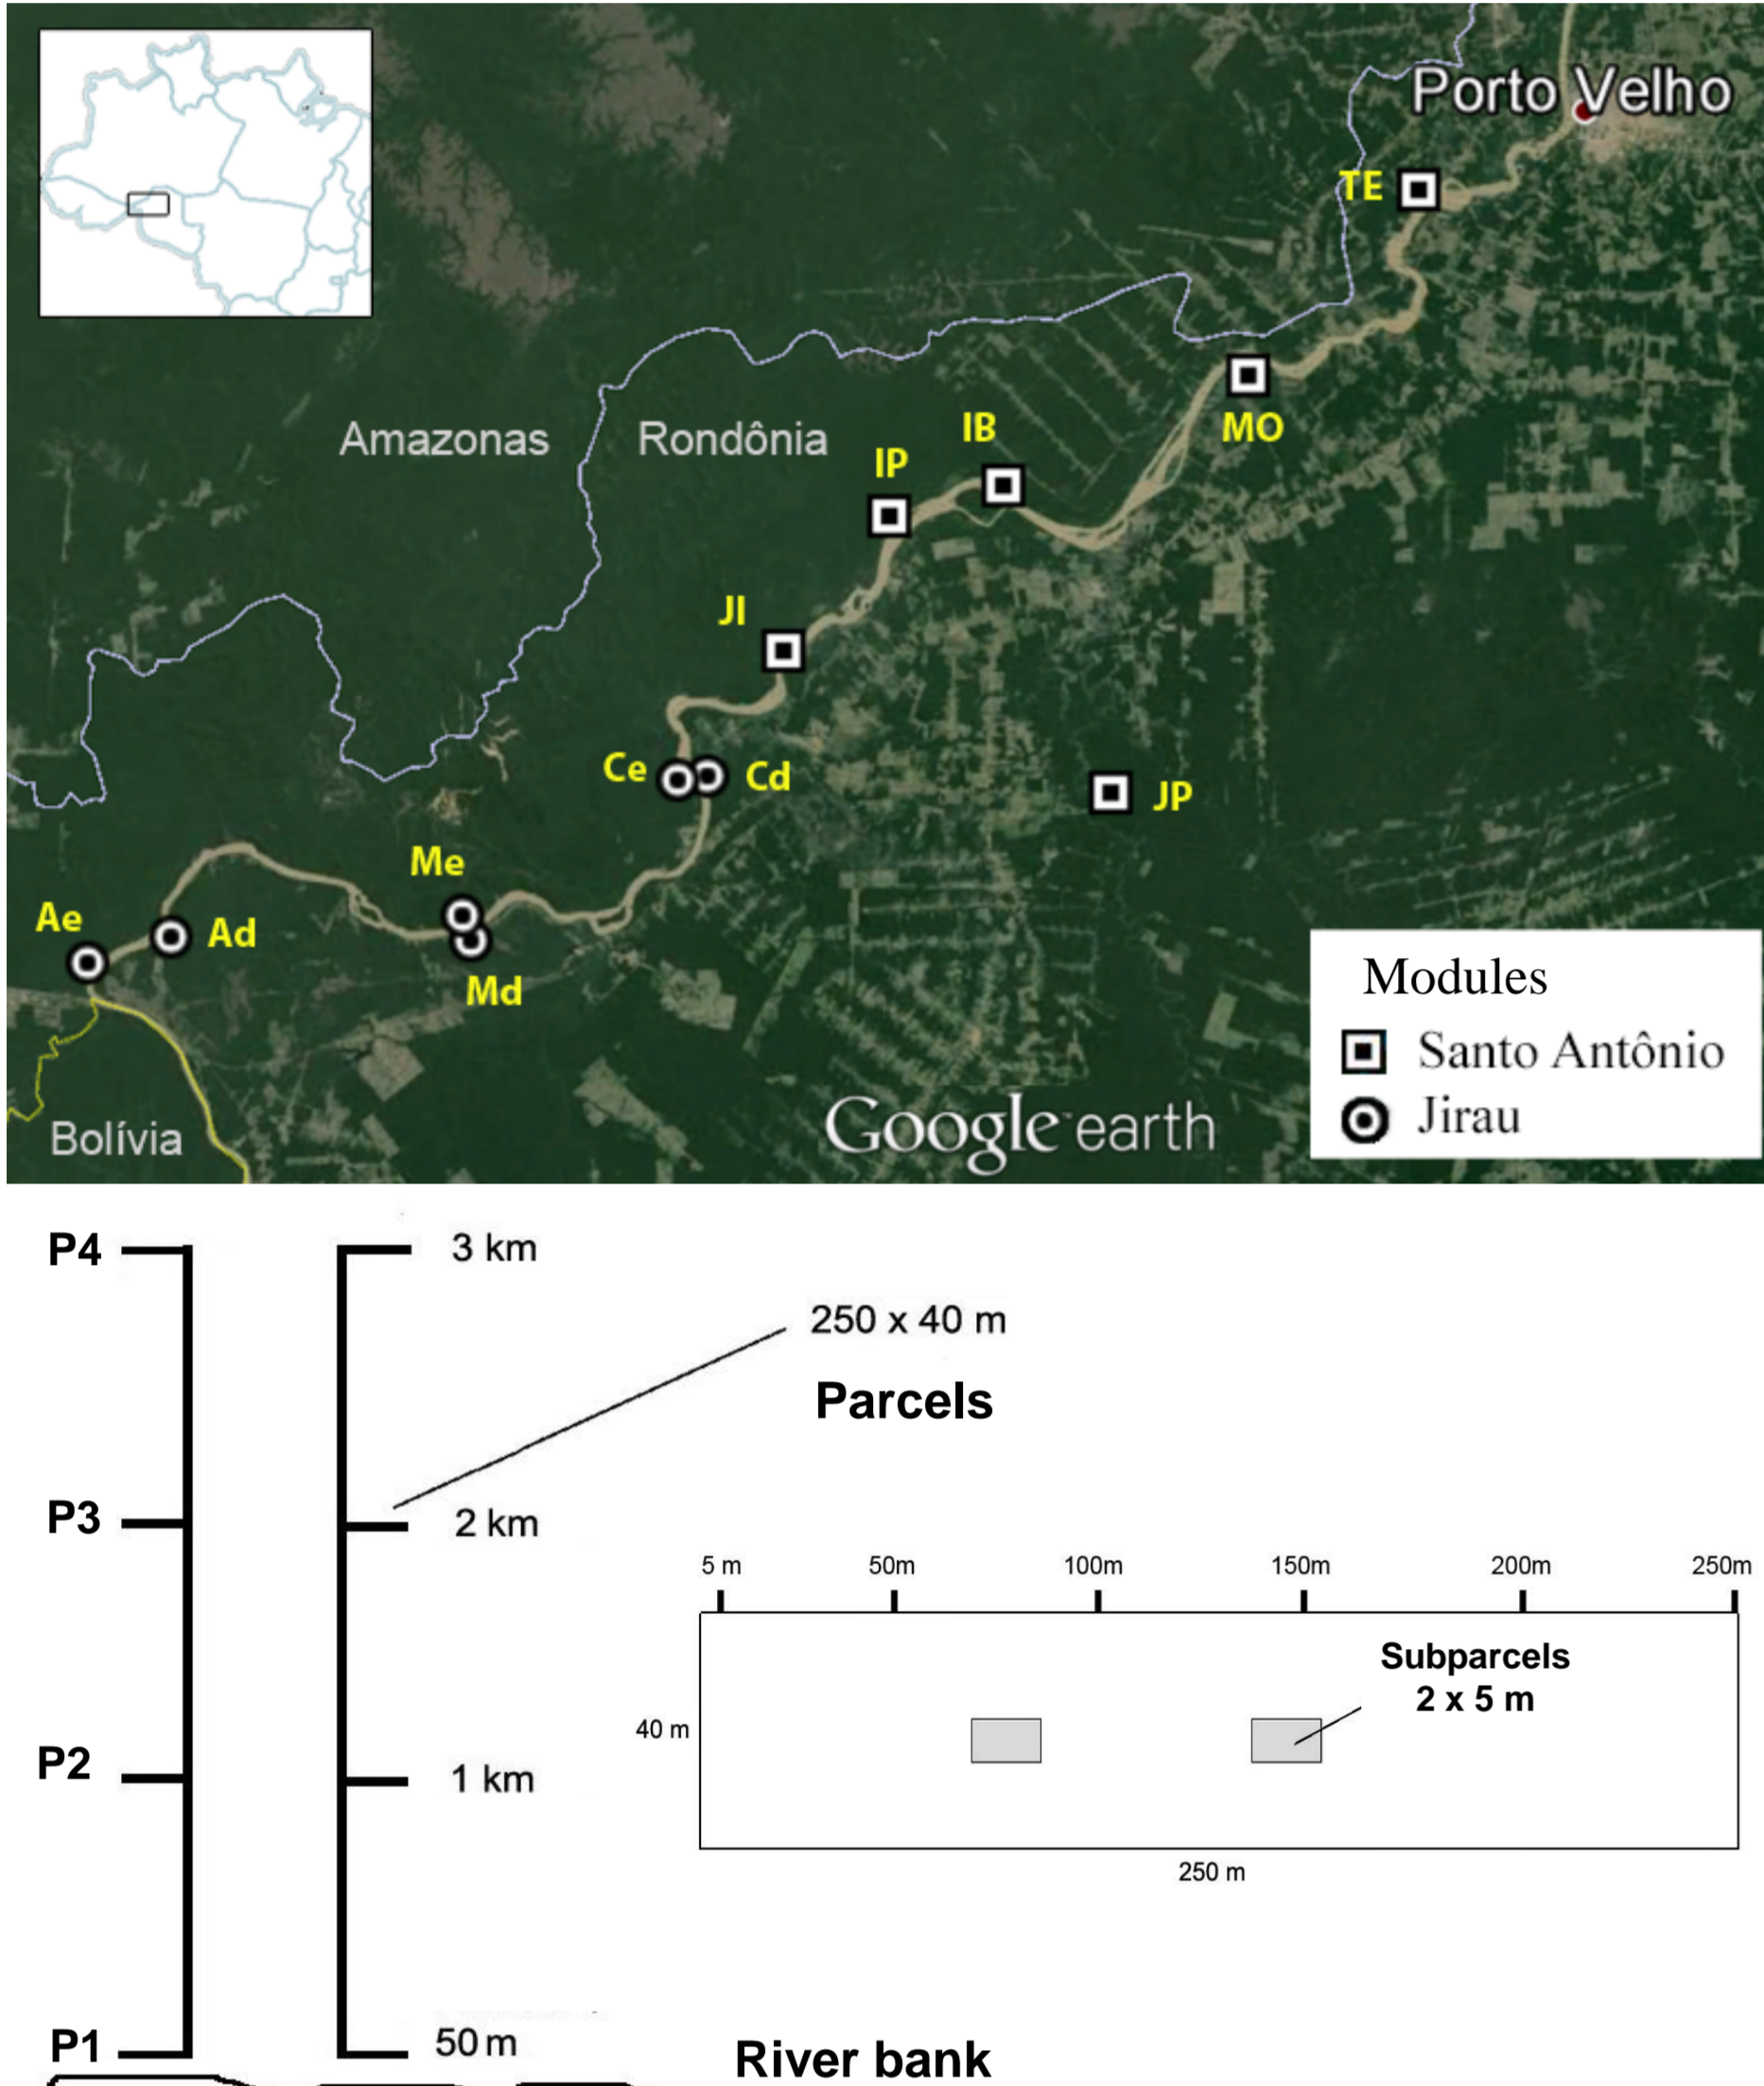 Porto Velho
TE
Amazonas
Rondônia
IB
MO
IP
JI
Ce
Cd
JP
Me
Ae
Ad
Md
Modules
Santo Antônio
Jirau
Bolívia
Google earth
P4
3 km
250 x 40 m
Parcels
P3
2 km
5 m
50m
100m
150m
200m
250m
Subparcels
2 x 5 m
40 m
P2
1 km
250 m
P1
50 m
River bank